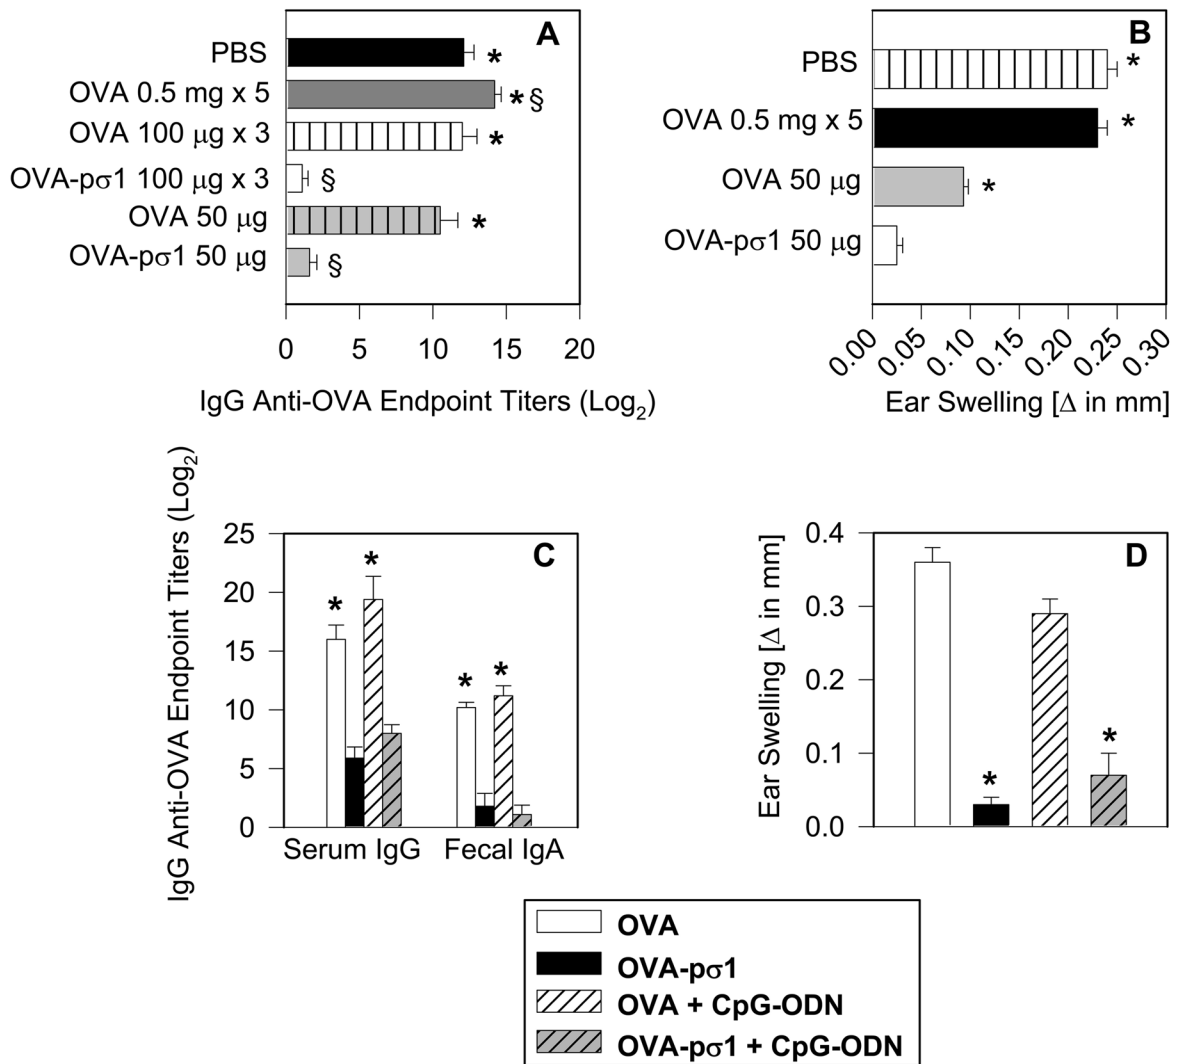 A
PBS
*
OVA 0.5 mg x 5
* §
OVA 100 μg x 3
*
OVA-pσ1 100 μg x 3
§
OVA 50 μg
*
OVA-pσ1 50 μg
§
0 5 10 15 20
IgG Anti-OVA Endpoint Titers (Log2)
B
PBS
*
OVA 0.5 mg x 5
*
OVA 50 μg
*
OVA-pσ1 50 μg
0.00 0.05 0.10 0.15 0.20 0.25 0.30
Ear Swelling [Δ in mm]
IgG Anti-OVA Endpoint Titers (Log2)
25
20
15
10
5
0
C
* * * *
Serum IgG Fecal IgA
Ear Swelling [Δ in mm]
0.4
0.3
0.2
0.1
0.0
D
* *
OVA
OVA-pσ1
OVA + CpG-ODN
OVA-pσ1 + CpG-ODN